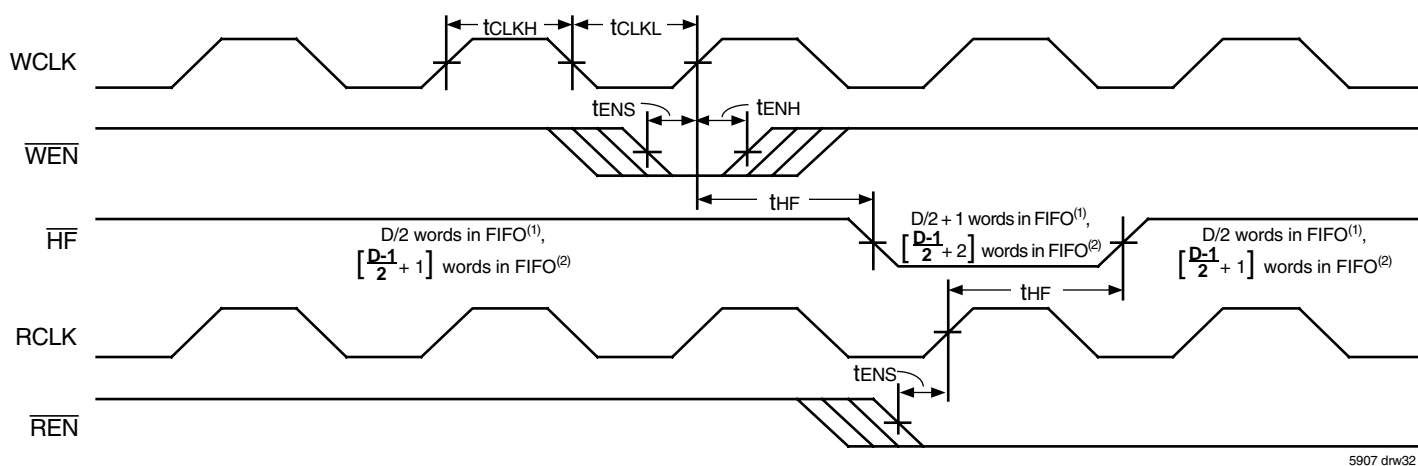 tCLKH
tCLKL
WCLK
tENS
tENH
WEN
tHF
HF
D/2 words in FIFO(1),
[D-1/2 + 1] words in FIFO(2)
D/2 + 1 words in FIFO(1),
[D-1/2 + 2] words in FIFO(2)
D/2 words in FIFO(1),
[D-1/2 + 1] words in FIFO(2)
tHF
RCLK
tENS
REN
5907 drw32